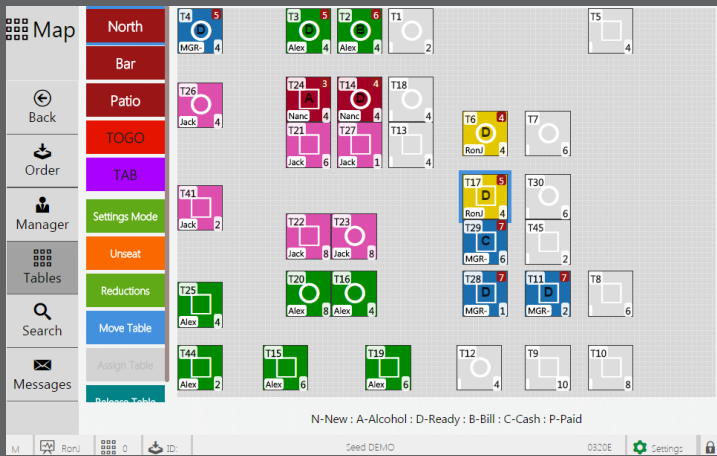 Map
Back
Order
Manager
Tables
Search
Messages
North
Bar
Patio
TOGO
TAB
Settings Mode
Unseat
Reductions
Move Table
Assign Table
Release Table
T4 5
D
MGR- 4
T3 5
D
Alex 4
T2 6
B
Alex 4
T1
2
T5
4
T26
Jack 4
T24 3
A
Nanc 4
T14 4
D
Nanc 4
T18
4
T21
Jack 6
T27
Jack 1
T13
4
T6 4
D
RonJ 4
T7
6
T41
Jack 2
T17 5
D
RonJ 4
T30
6
T22
Jack 8
T23
Jack 8
T29 7
C
MGR- 6
T45
2
T25
Alex 4
T20
Alex 8
T16
Alex 4
T28 7
D
MGR- 1
T11 7
D
MGR- 2
T8
6
T44
Alex 2
T15
Alex 6
T19
Alex 6
T12
4
T9
10
T10
8
N-New : A-Alcohol : D-Ready : B-Bill : C-Cash : P-Paid
M RonJ 0 ID: Seed DEMO 0320E Settings